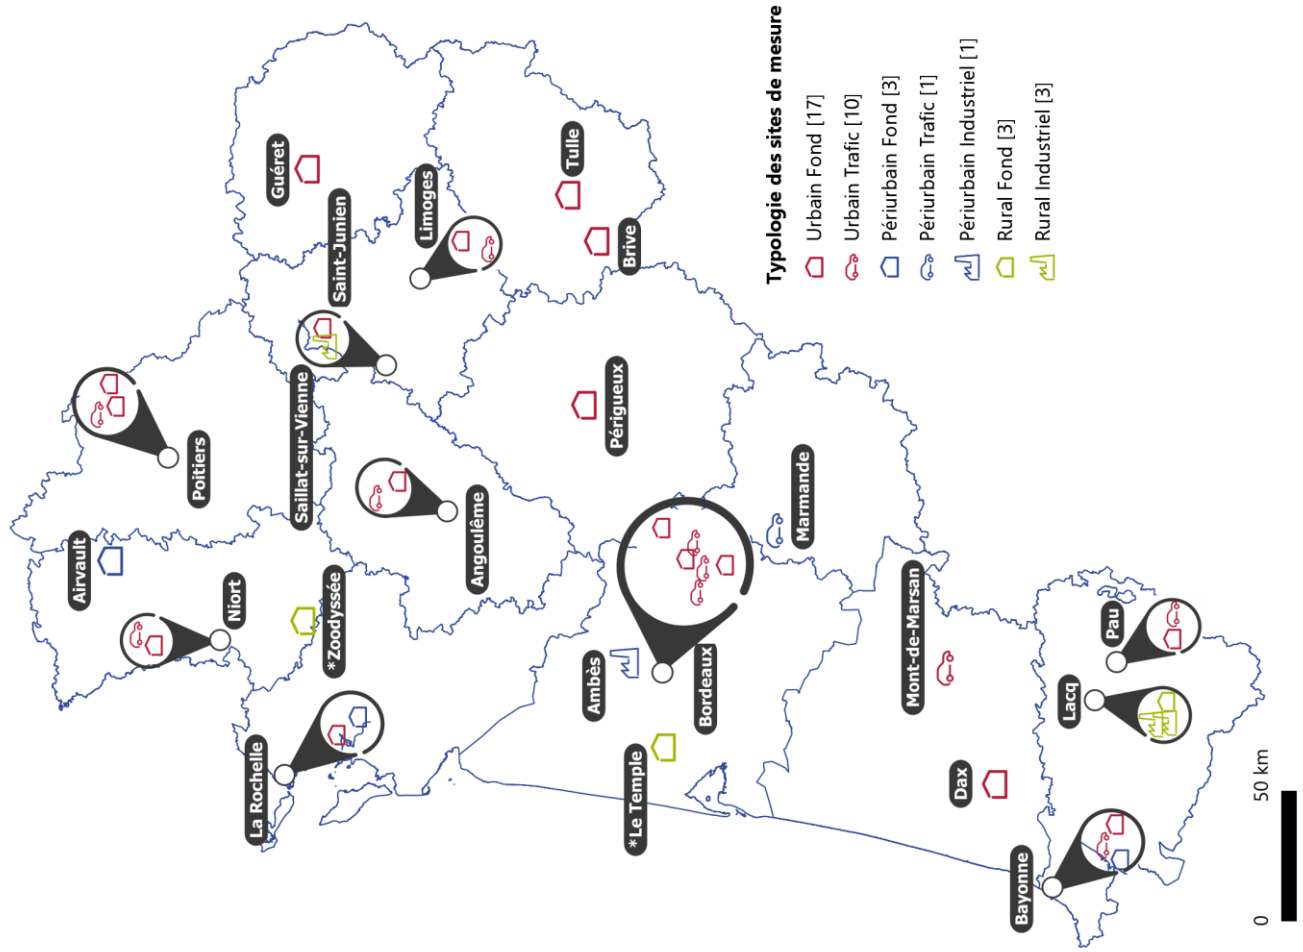 Poitiers
Airvault
Niort
Guéret
Saint-Junien
Saillat-sur-Vienne
Limoges
*Zoodyssée
La Rochelle
Angoulême
Tulle
Brive
Périgueux
Ambès
*Le Temple
Bordeaux
Marmande
Mont-de-Marsan
Dax
Bayonne
Lacq
Pau
Typologie des sites de mesure
Urbain Fond [17]
Urbain Trafic [10]
Périurbain Fond [3]
Périurbain Trafic [1]
Périurbain Industriel [1]
Rural Fond [3]
Rural Industriel [3]
0 50 km